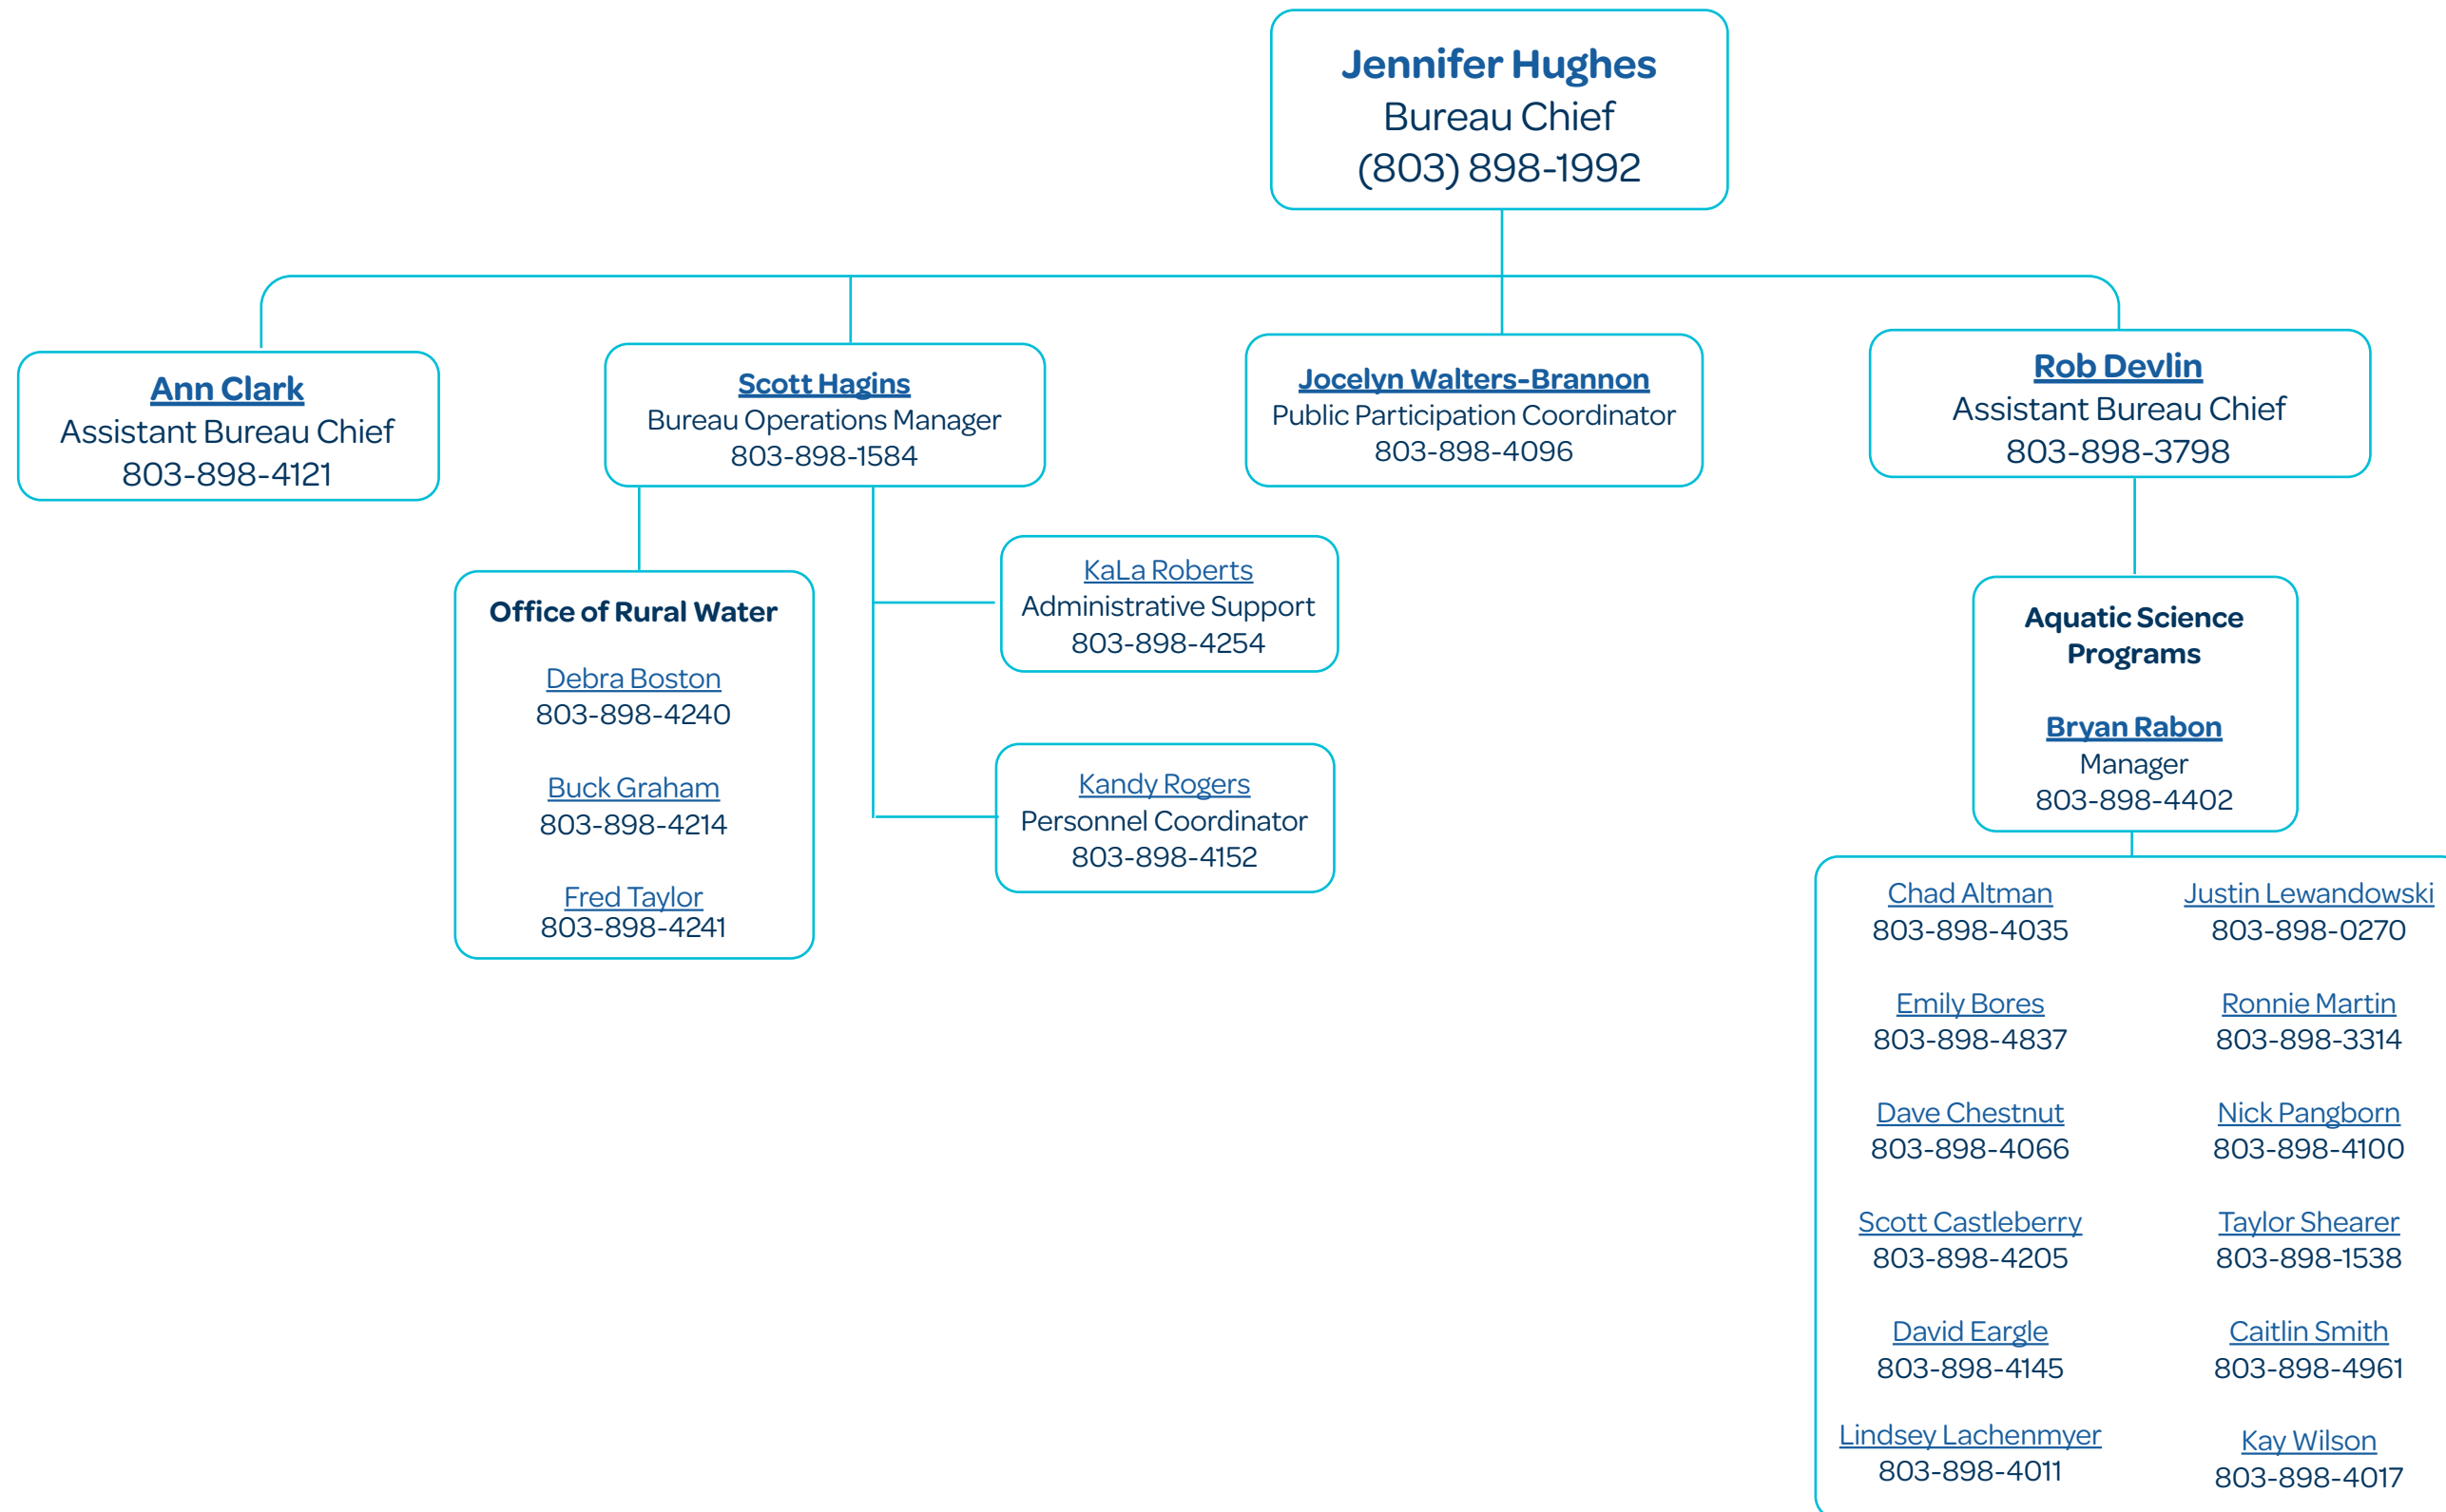 Jennifer Hughes
Bureau Chief
(803) 898-1992
Ann Clark
Assistant Bureau Chief
803-898-4121
Scott Hagins
Bureau Operations Manager
803-898-1584
Jocelyn Walters-Brannon
Public Participation Coordinator
803-898-4096
Rob Devlin
Assistant Bureau Chief
803-898-3798
Office of Rural Water
Debra Boston
803-898-4240
Buck Graham
803-898-4214
Fred Taylor
803-898-4241
KaLa Roberts
Administrative Support
803-898-4254
Kandy Rogers
Personnel Coordinator
803-898-4152
Aquatic Science
Programs
Bryan Rabon
Manager
803-898-4402
Chad Altman
803-898-4035
Emily Bores
803-898-4837
Dave Chestnut
803-898-4066
Scott Castleberry
803-898-4205
David Eargle
803-898-4145
Lindsey Lachenmyer
803-898-4011
Justin Lewandowski
803-898-0270
Ronnie Martin
803-898-3314
Nick Pangborn
803-898-4100
Taylor Shearer
803-898-1538
Caitlin Smith
803-898-4961
Kay Wilson
803-898-4017